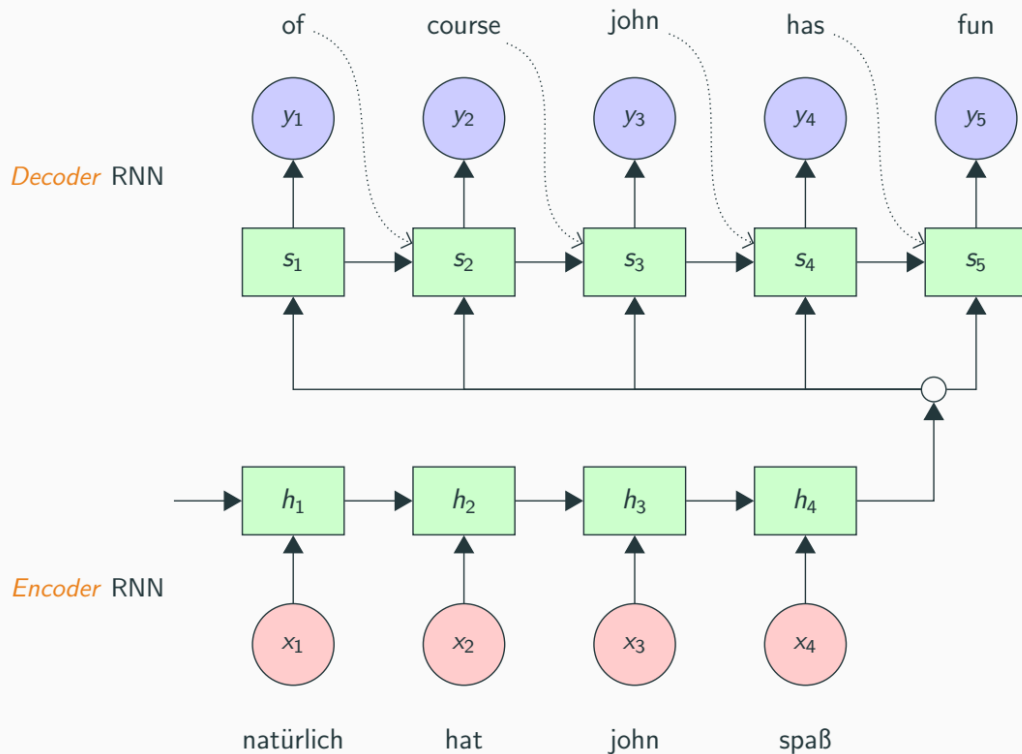 of course john has fun
y₁ y₂ y₃ y₄ y₅
Decoder RNN
s₁ s₂ s₃ s₄ s₅
h₁ h₂ h₃ h₄
Encoder RNN
x₁ x₂ x₃ x₄
natürlich hat john spaß